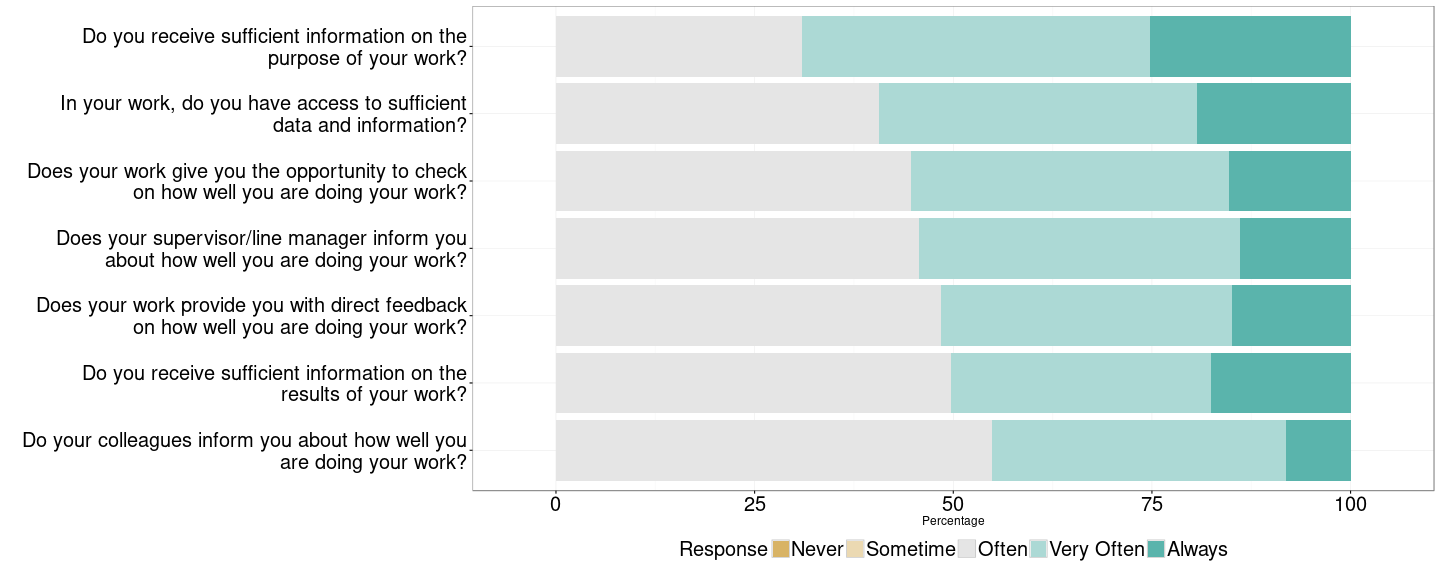 Do you receive sufficient information on the
purpose of your work?
In your work, do you have access to sufficient
data and information?
Does your work give you the opportunity to check
on how well you are doing your work?
Does your supervisor/line manager inform you
about how well you are doing your work?
Does your work provide you with direct feedback
on how well you are doing your work?
Do you receive sufficient information on the
results of your work?
Do your colleagues inform you about how well you
are doing your work?
0 25 50 75 100
Percentage
Response Never Sometime Often Very Often Always